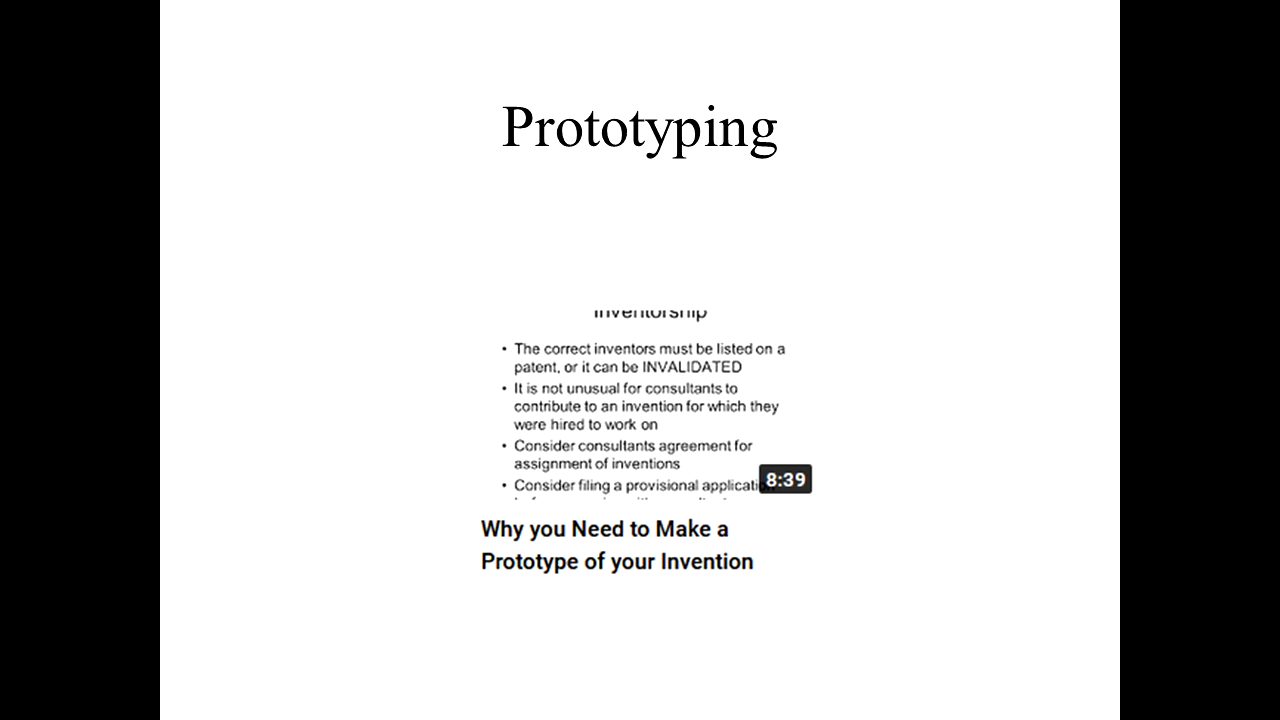 Prototyping
Inventorship
• The correct inventors must be listed on a
patent, or it can be INVALIDATED
• It is not unusual for consultants to
contribute to an invention for which they
were hired to work on
• Consider consultants agreement for
assignment of inventions
• Consider filing a provisional application
8:39
Why you Need to Make a
Prototype of your Invention